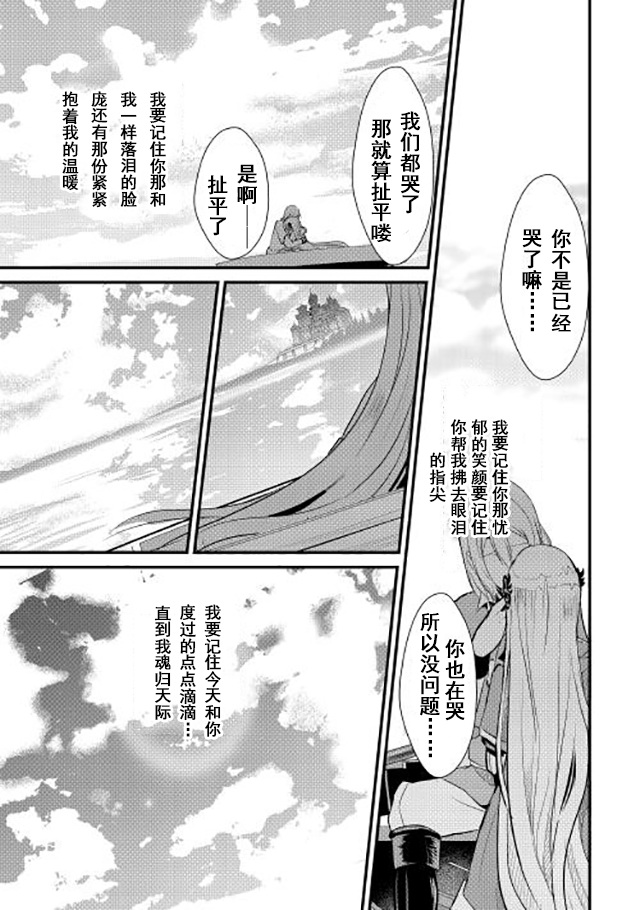 你不是已经
哭了嘛……
我要记住你那忧
郁的笑颜要记住
你帮我拂去眼泪
的指尖
你也在哭
所以没问题……
我们都哭了
那就算扯平喽
是啊——
扯平了
我要记住你那和
我一样落泪的脸
庞还有那份紧紧
抱着我的温暖
我要记住今天和你
度过的点点滴滴…
直到我魂归天际